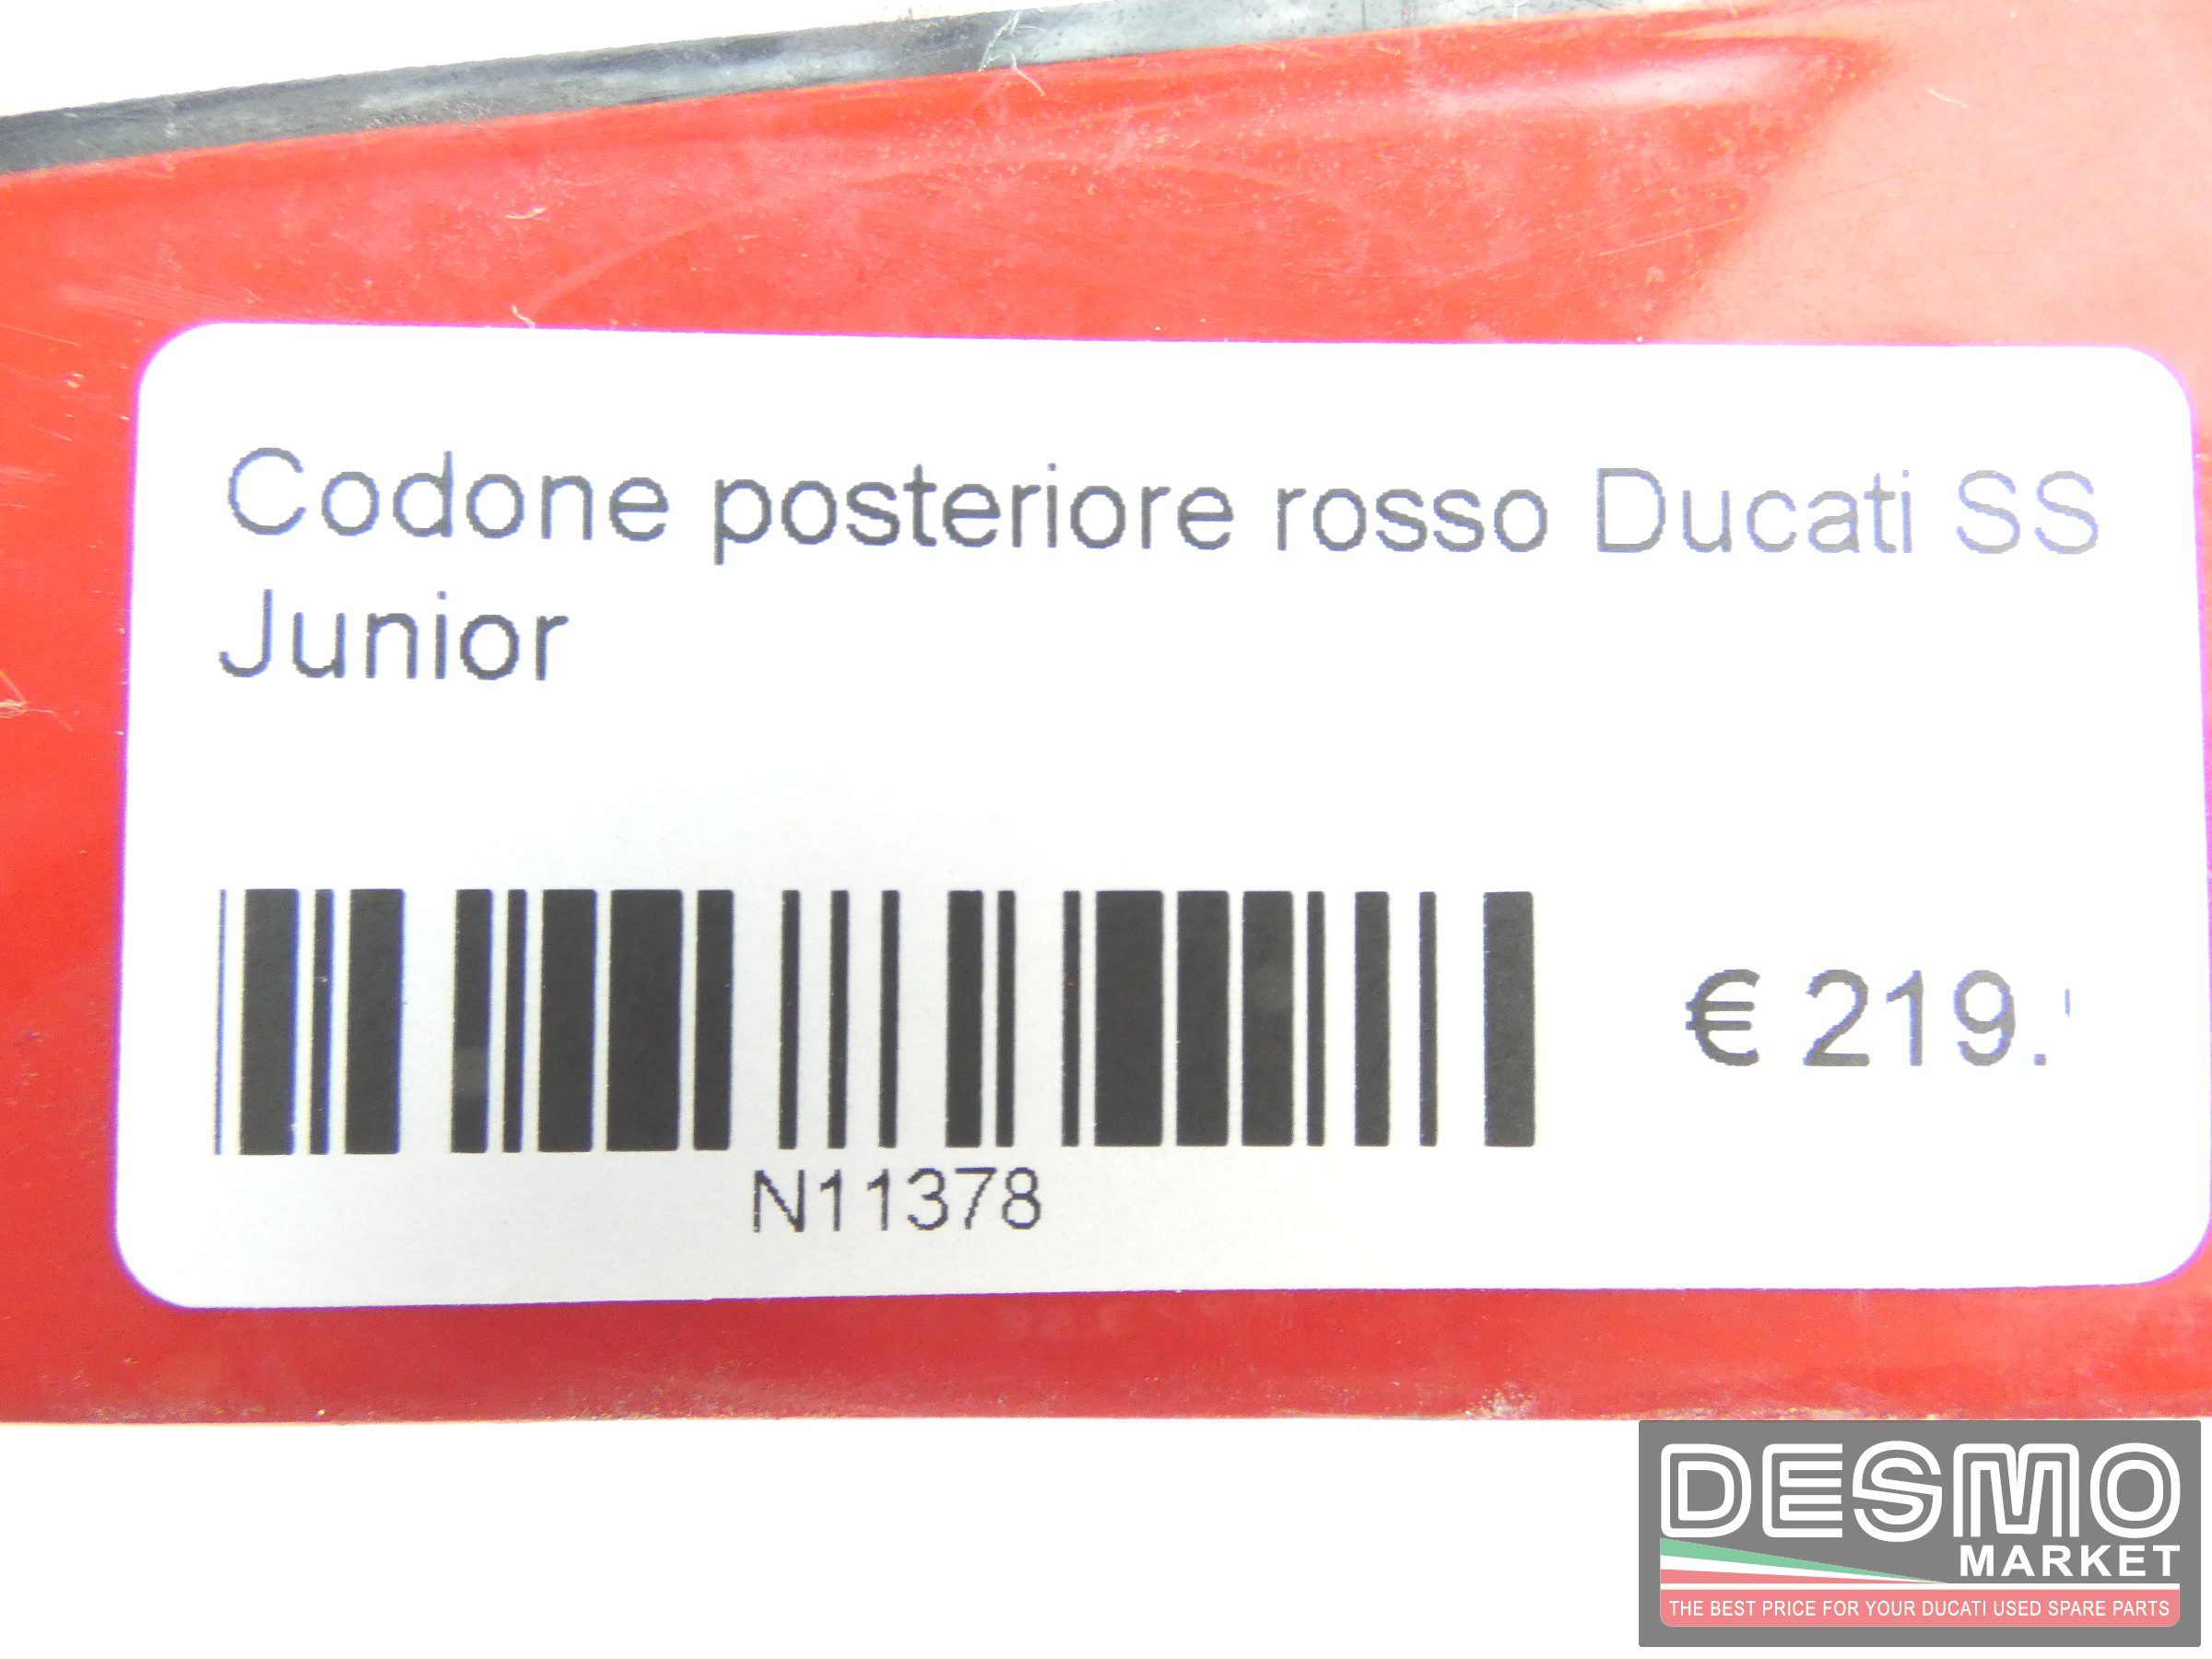 Codone posteriore rosso Ducati SS
Junior
€ 219.
N11378
DESMO
MARKET
THE BEST PRICE FOR YOUR DUCATI USED SPARE PARTS